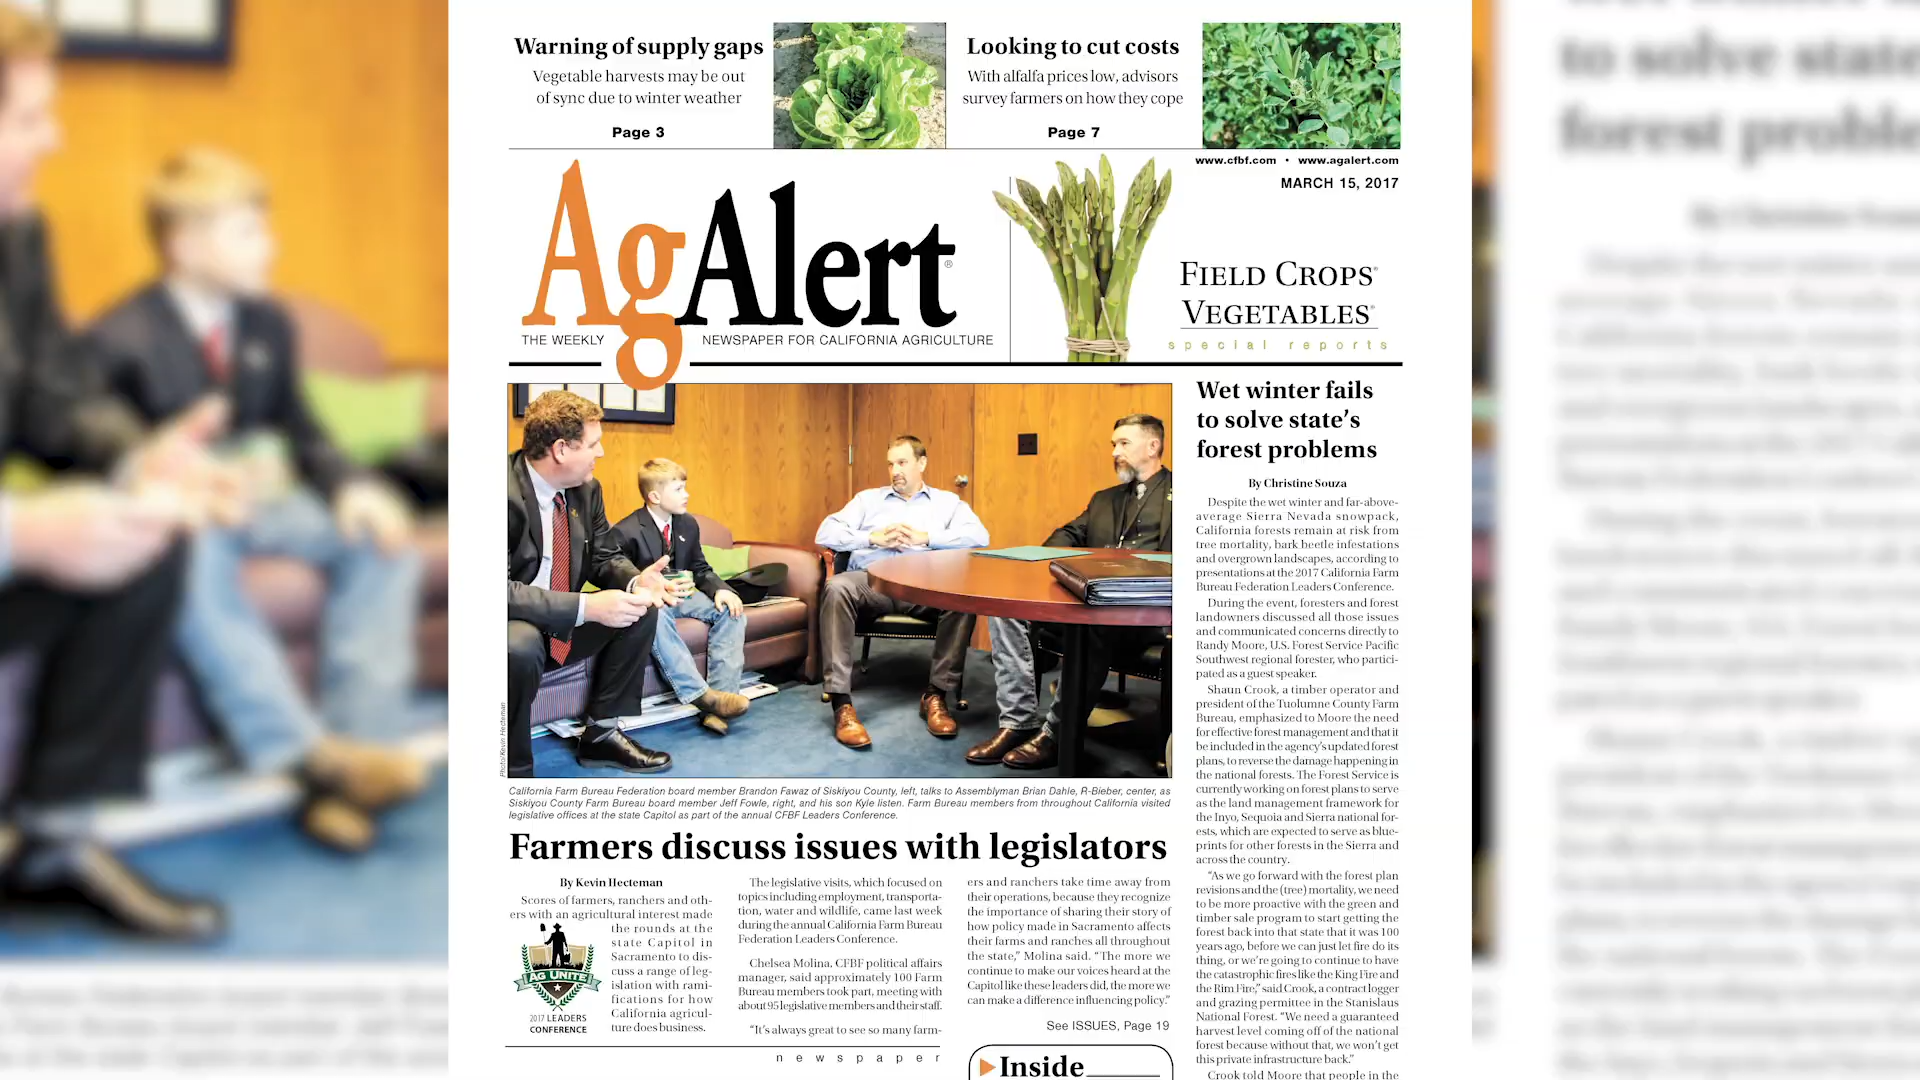 Warning of supply gaps
Vegetable harvests may be out
of sync due to winter weather
Page 3
Looking to cut costs
With alfalfa prices low, advisors
survey farmers on how they cope
Page 7
www.cfbf.com • www.agalert.com
MARCH 15, 2017
AgAlert®
THE WEEKLY NEWSPAPER FOR CALIFORNIA AGRICULTURE
FIELD CROPS®
VEGETABLES®
special reports
Photo/Kevin Hecteman
California Farm Bureau Federation board member Brandon Fawaz of Siskiyou County, left, talks to Assemblyman Brian Dahle, R-Bieber, center, as
Siskiyou County Farm Bureau board member Jeff Fowle, right, and his son Kyle listen. Farm Bureau members from throughout California visited
legislative offices at the state Capitol as part of the annual CFBF Leaders Conference.
Farmers discuss issues with legislators
By Kevin Hecteman
Scores of farmers, ranchers and oth-
ers with an agricultural interest made
the rounds at the
state Capitol in
Sacramento to dis-
cuss a range of leg-
islation with rami-
fications for how
California agricul-
ture does business.
AG UNITE
2017 LEADERS
CONFERENCE
The legislative visits, which focused on
topics including employment, transporta-
tion, water and wildlife, came last week
during the annual California Farm Bureau
Federation Leaders Conference.
Chelsea Molina, CFBF political affairs
manager, said approximately 100 Farm
Bureau members took part, meeting with
about 95 legislative members and their staff.
"It's always great to see so many farm-
ers and ranchers take time away from
their operations, because they recognize
the importance of sharing their story of
how policy made in Sacramento affects
their farms and ranches all throughout
the state," Molina said. "The more we
continue to make our voices heard at the
Capitol like these leaders did, the more we
can make a difference influencing policy."
See ISSUES, Page 19
newspaper
Inside
Wet winter fails
to solve state's
forest problems
By Christine Souza
Despite the wet winter and far-above-
average Sierra Nevada snowpack,
California forests remain at risk from
tree mortality, bark beetle infestations
and overgrown landscapes, according to
presentations at the 2017 California Farm
Bureau Federation Leaders Conference.
During the event, foresters and forest
landowners discussed all those issues
and communicated concerns directly to
Randy Moore, U.S. Forest Service Pacific
Southwest regional forester, who partici-
pated as a guest speaker.
Shaun Crook, a timber operator and
president of the Tuolumne County Farm
Bureau, emphasized to Moore the need
for effective forest management and that it
be included in the agency's updated forest
plans, to reverse the damage happening in
the national forests. The Forest Service is
currently working on forest plans to serve
as the land management framework for
the Inyo, Sequoia and Sierra national for-
ests, which are expected to serve as blue-
prints for other forests in the Sierra and
across the country.
"As we go forward with the forest plan
revisions and the (tree) mortality, we need
to be more proactive with the green and
timber sale program to start getting the
forest back into that state that it was 100
years ago, before we can just let fire do its
thing, or we're going to continue to have
the catastrophic fires like the King Fire and
the Rim Fire," said Crook, a contract logger
and grazing permittee in the Stanislaus
National Forest. "We need a guaranteed
harvest level coming off of the national
forest because without that, we won't get
this private infrastructure back."
Crook told Moore that people in the